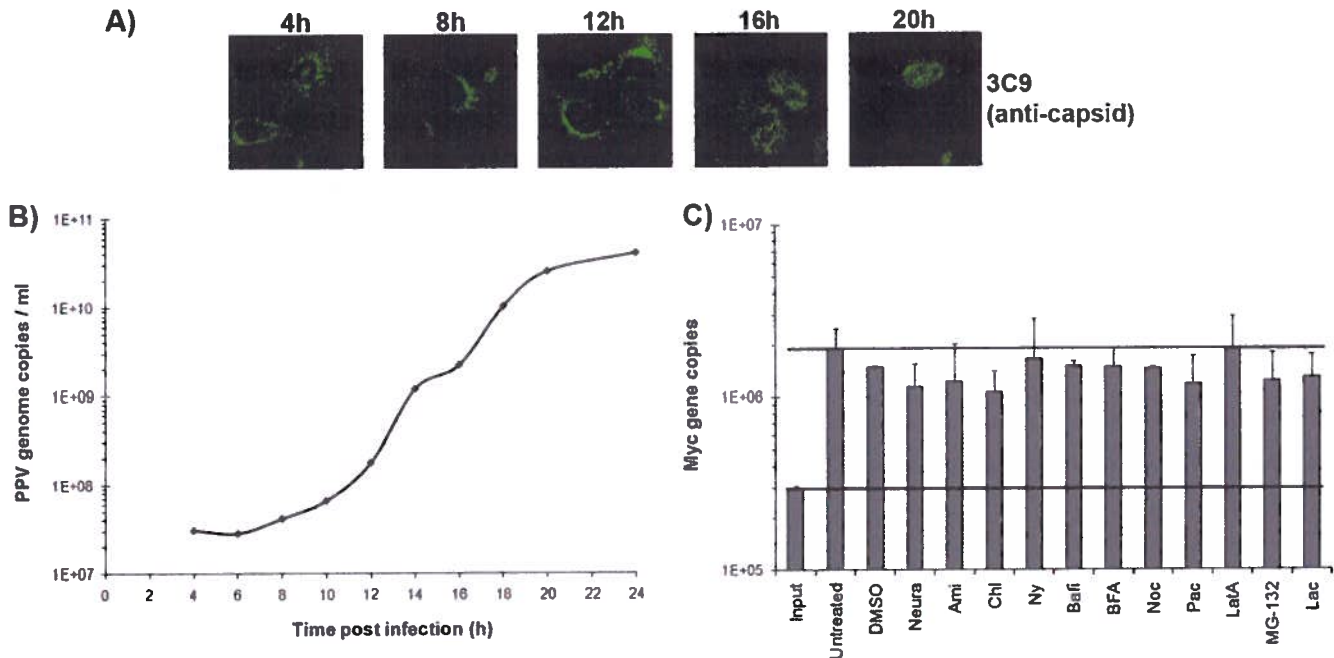 A)
4h 8h 12h 16h 20h
3C9
(anti-capsid)
B)
PPV genome copies / ml
1E+11
1E+10
1E+09
1E+08
1E+07
0 2 4 6 8 10 12 14 16 18 20 22 24
Time post infection (h)
C)
Myc gene copies
1E+07
1E+06
1E+05
Input
Untreated
DMSO
Neura
Ami
Chl
Ny
Bafi
BFA
Noc
Pac
LatA
MG-132
Lac